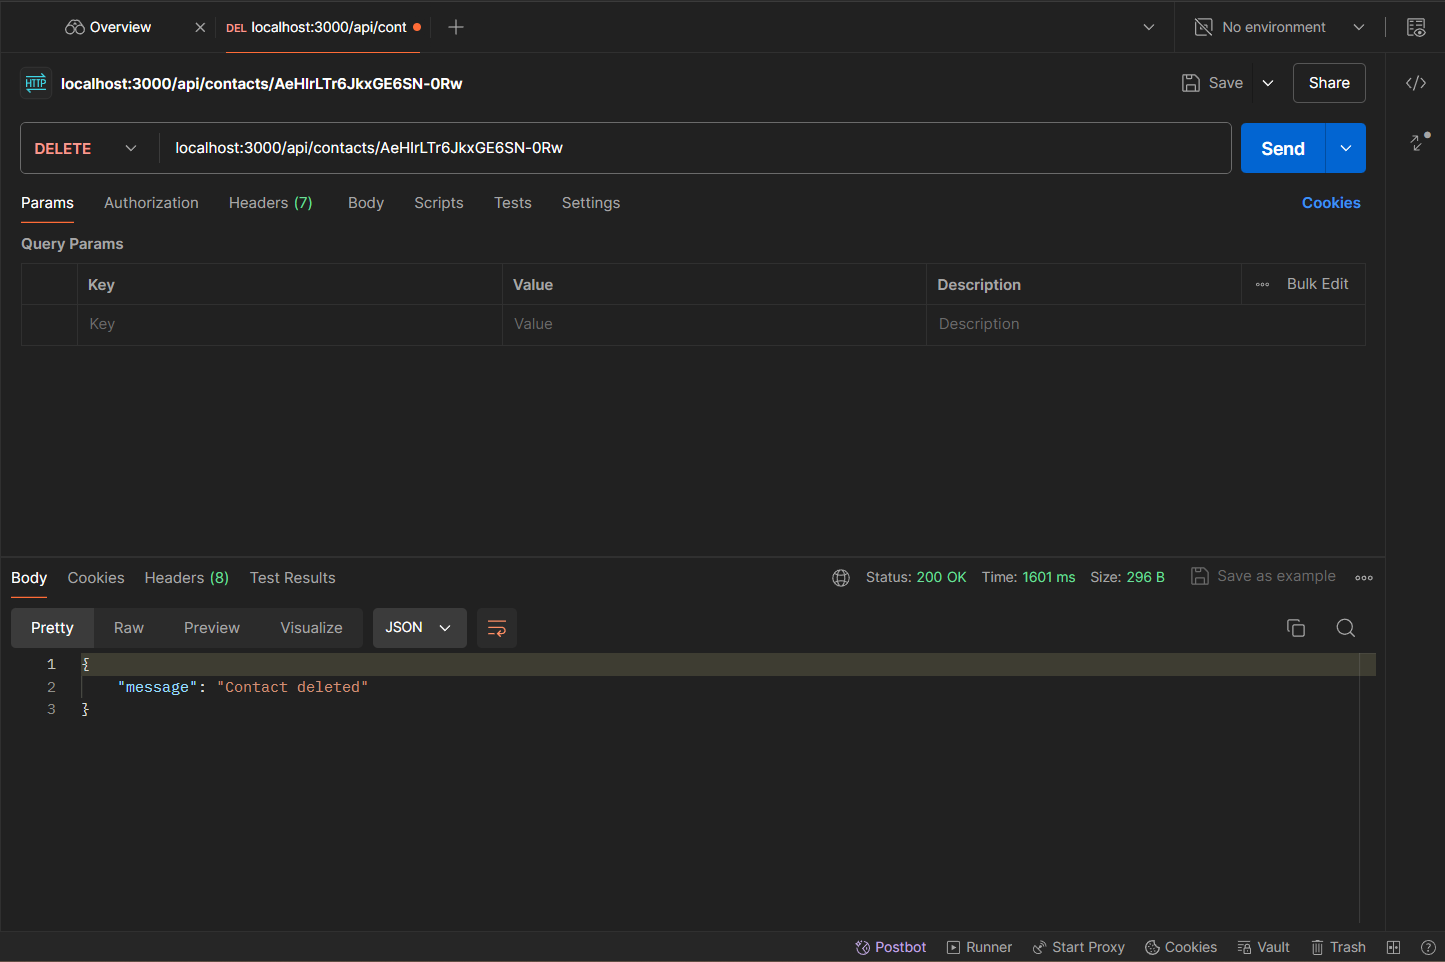 Overview
DEL localhost:3000/api/cont
No environment
HTTP localhost:3000/api/contacts/AeHIrLTr6JkxGE6SN-0Rw
Save
Share
DELETE localhost:3000/api/contacts/AeHIrLTr6JkxGE6SN-0Rw
Send
Params Authorization Headers (7) Body Scripts Tests Settings Cookies
Query Params
Key Value Description Bulk Edit
Key Value Description
Body Cookies Headers (8) Test Results Status: 200 OK Time: 1601 ms Size: 296 B Save as example
Pretty Raw Preview Visualize JSON
1 {
2 "message": "Contact deleted"
3 }
Postbot Runner Start Proxy Cookies Vault Trash